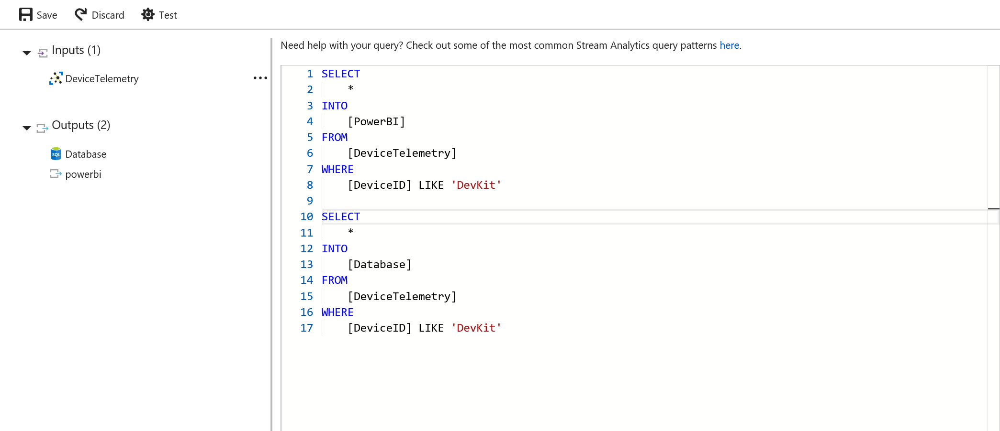 Save Discard Test
Inputs (1)
DeviceTelemetry
Outputs (2)
SQL Database
powerbi
Need help with your query? Check out some of the most common Stream Analytics query patterns here.
1 SELECT
2     *
3 INTO
4     [PowerBI]
5 FROM
6     [DeviceTelemetry]
7 WHERE
8     [DeviceID] LIKE 'DevKit'
9
10 SELECT
11     *
12 INTO
13     [Database]
14 FROM
15     [DeviceTelemetry]
16 WHERE
17     [DeviceID] LIKE 'DevKit'